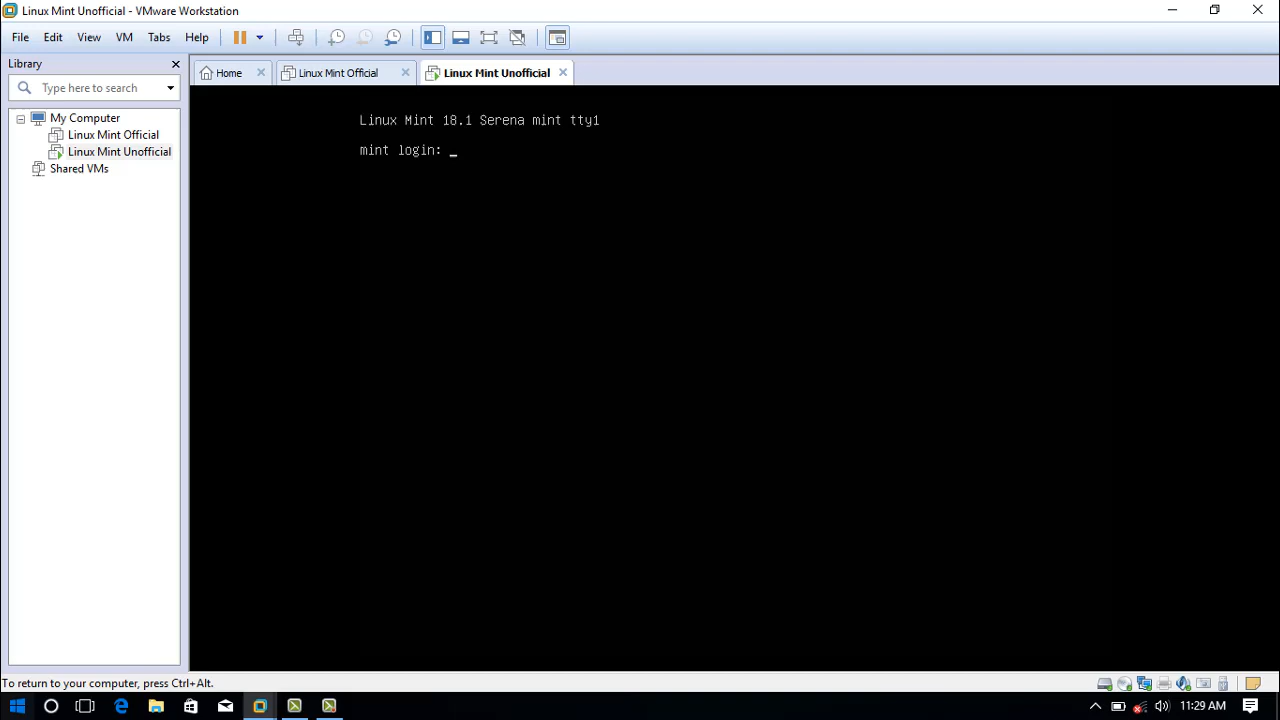 Linux Mint Unofficial - VMware Workstation
File Edit View VM Tabs Help
Library
Type here to search
My Computer
Linux Mint Official
Linux Mint Unofficial
Shared VMs
Home
Linux Mint Official
Linux Mint Unofficial
Linux Mint 18.1 Serena mint tty1
mint login: _
To return to your computer, press Ctrl+Alt.
11:29 AM